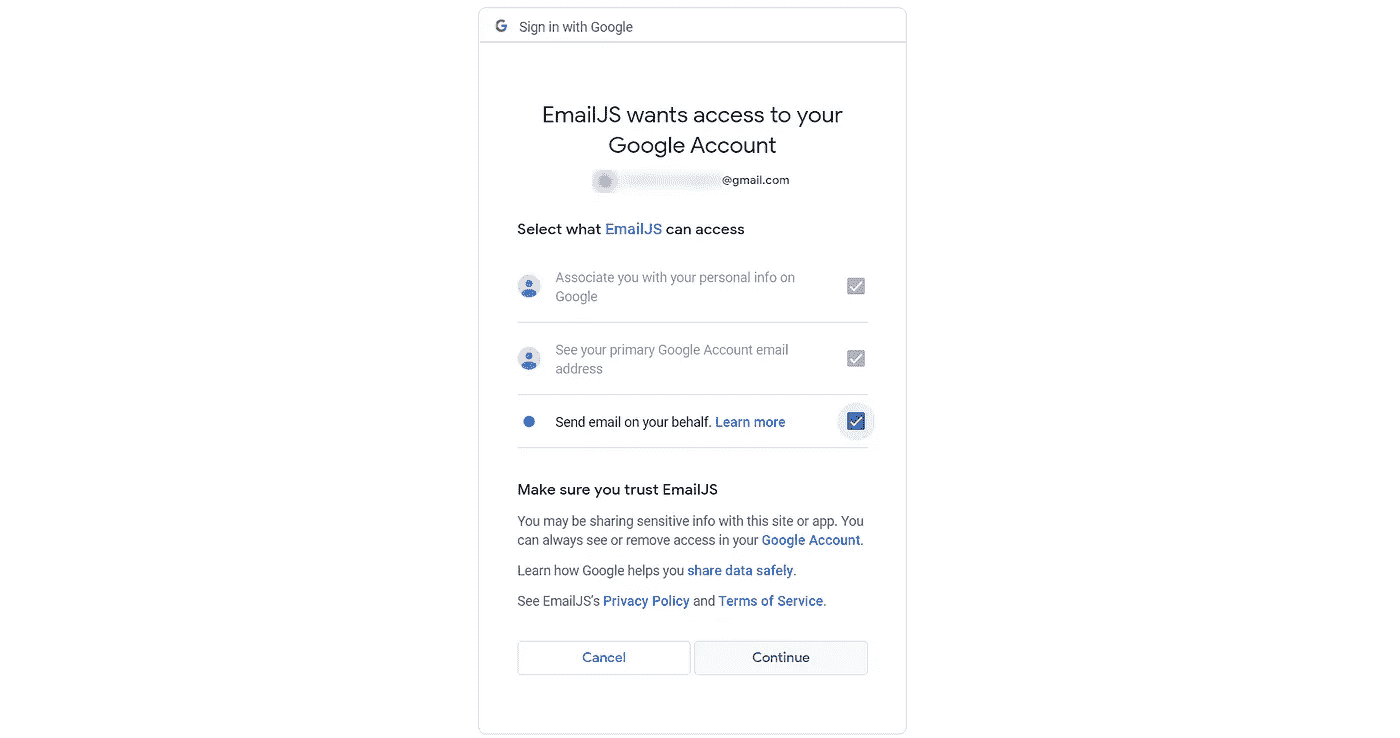 Sign in with Google
EmailJS wants access to your
Google Account
@gmail.com
Select what EmailJS can access
Associate you with your personal info on
Google
See your primary Google Account email
address
Send email on your behalf. Learn more
Make sure you trust EmailJS
You may be sharing sensitive info with this site or app. You
can always see or remove access in your Google Account.
Learn how Google helps you share data safely.
See EmailJS’s Privacy Policy and Terms of Service.
Cancel
Continue